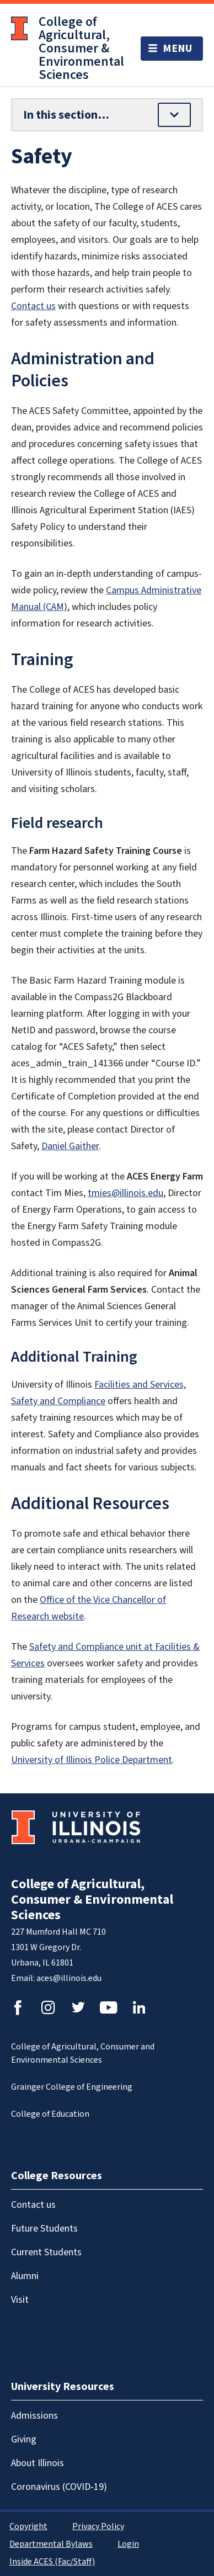 College of
Agricultural,
Consumer &
Environmental
Sciences
MENU
In this section...
Safety
Whatever the discipline, type of research
activity, or location, The College of ACES cares
about the safety of our faculty, students,
employees, and visitors. Our goals are to help
identify hazards, minimize risks associated
with those hazards, and help train people to
perform their research activities safely.
Contact us with questions or with requests
for safety assessments and information.
Administration and
Policies
The ACES Safety Committee, appointed by the
dean, provides advice and recommend policies
and procedures concerning safety issues that
affect college operations. The College of ACES
strongly recommends all those involved in
research review the College of ACES and
Illinois Agricultural Experiment Station (IAES)
Safety Policy to understand their
responsibilities.
To gain an in-depth understanding of campus-
wide policy, review the Campus Administrative
Manual (CAM), which includes policy
information for research activities.
Training
The College of ACES has developed basic
hazard training for anyone who conducts work
at the various field research stations. This
training is also applicable to many other
agricultural facilities and is available to
University of Illinois students, faculty, staff,
and visiting scholars.
Field research
The Farm Hazard Safety Training Course is
mandatory for personnel working at any field
research center, which includes the South
Farms as well as the field research stations
across Illinois. First-time users of any research
center must complete the training before they
begin their activities at the units.
The Basic Farm Hazard Training module is
available in the Compass2G Blackboard
learning platform. After logging in with your
NetID and password, browse the course
catalog for “ACES Safety,” then select
aces_admin_train_141366 under “Course ID.”
It is highly recommended that you print the
Certificate of Completion provided at the end
of the course. For any questions or difficulties
with the site, please contact Director of
Safety, Daniel Gaither.
If you will be working at the ACES Energy Farm
contact Tim Mies, tmies@illinois.edu, Director
of Energy Farm Operations, to gain access to
the Energy Farm Safety Training module
hosted in Compass2G.
Additional training is also required for Animal
Sciences General Farm Services. Contact the
manager of the Animal Sciences General
Farms Services Unit to certify your training.
Additional Training
University of Illinois Facilities and Services,
Safety and Compliance offers health and
safety training resources which may be of
interest. Safety and Compliance also provides
information on industrial safety and provides
manuals and fact sheets for various subjects.
Additional Resources
To promote safe and ethical behavior there
are certain compliance units researchers will
likely need to interact with. The units related
to animal care and other concerns are listed
on the Office of the Vice Chancellor of
Research website.
The Safety and Compliance unit at Facilities &
Services oversees worker safety and provides
training materials for employees of the
university.
Programs for campus student, employee, and
public safety are administered by the
University of Illinois Police Department.
UNIVERSITY OF
ILLINOIS
URBANA-CHAMPAIGN
College of Agricultural,
Consumer & Environmental
Sciences
227 Mumford Hall MC 710
1301 W Gregory Dr.
Urbana, IL 61801
Email: aces@illinois.edu
College of Agricultural, Consumer and
Environmental Sciences
Grainger College of Engineering
College of Education
College Resources
Contact us
Future Students
Current Students
Alumni
Visit
University Resources
Admissions
Giving
About Illinois
Coronavirus (COVID-19)
Copyright Privacy Policy
Departmental Bylaws Login
Inside ACES (Fac/Staff)